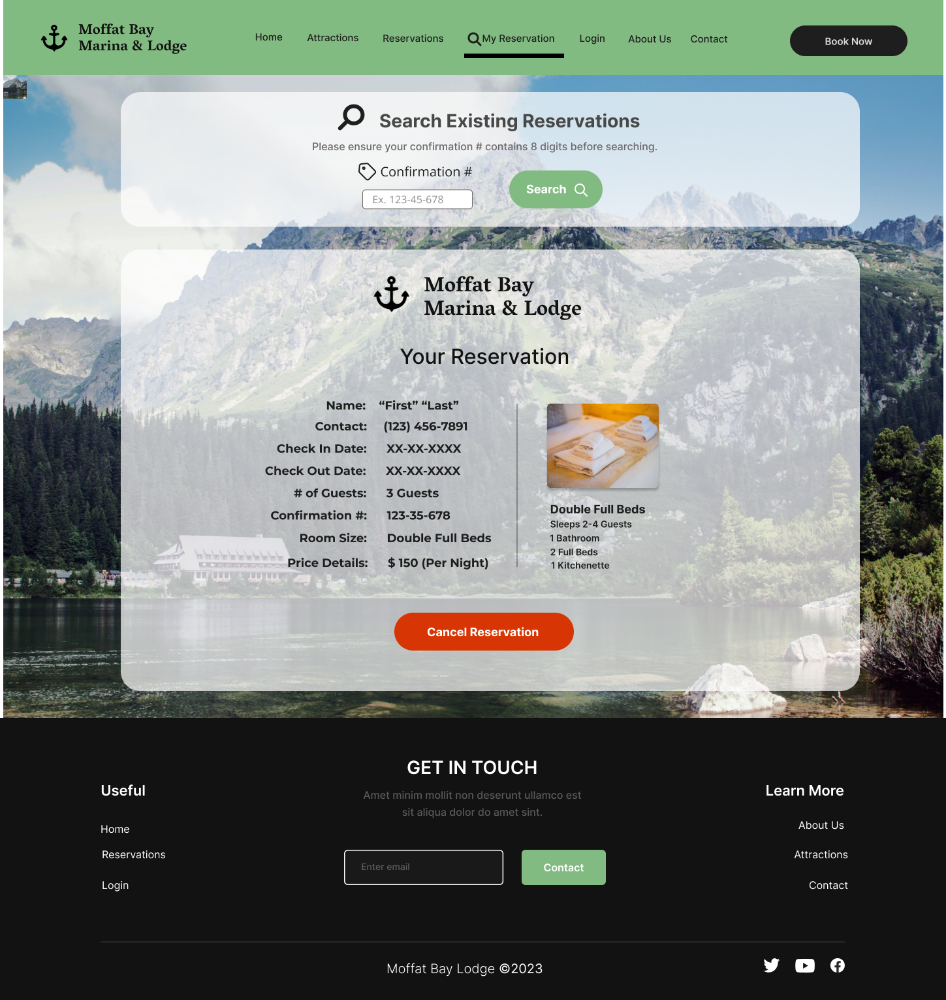 Moffat Bay
Marina & Lodge
Home
Attractions
Reservations
My Reservation
Login
About Us
Contact
Book Now
Search Existing Reservations
Please ensure your confirmation # contains 8 digits before searching.
Confirmation #
Ex. 123-45-678
Search
Moffat Bay
Marina & Lodge
Your Reservation
Name: “First” “Last”
Contact: (123) 456-7891
Check In Date: XX-XX-XXXX
Check Out Date: XX-XX-XXXX
# of Guests: 3 Guests
Confirmation #: 123-35-678
Room Size: Double Full Beds
Price Details: $ 150 (Per Night)
Double Full Beds
Sleeps 2-4 Guests
1 Bathroom
2 Full Beds
1 Kitchenette
Cancel Reservation
Useful
Home
Reservations
Login
GET IN TOUCH
Amet minim mollit non deserunt ullamco est
sit aliqua dolor do amet sint.
Enter email
Contact
Learn More
About Us
Attractions
Contact
Moffat Bay Lodge ©2023